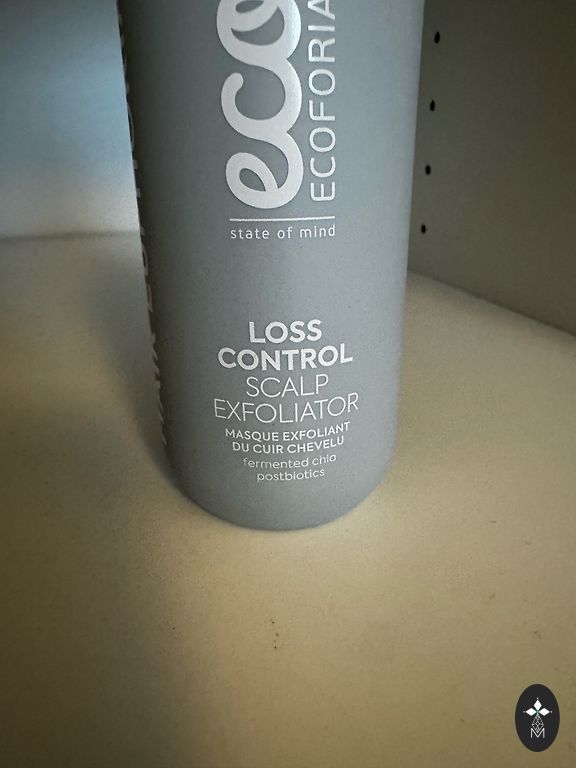 eco
ECOFORIA
state of mind
LOSS
CONTROL
SCALP
EXFOLIATOR
MASQUE EXFOLIANT
DU CUIR CHEVELU
fermented chia
postbiotics
M